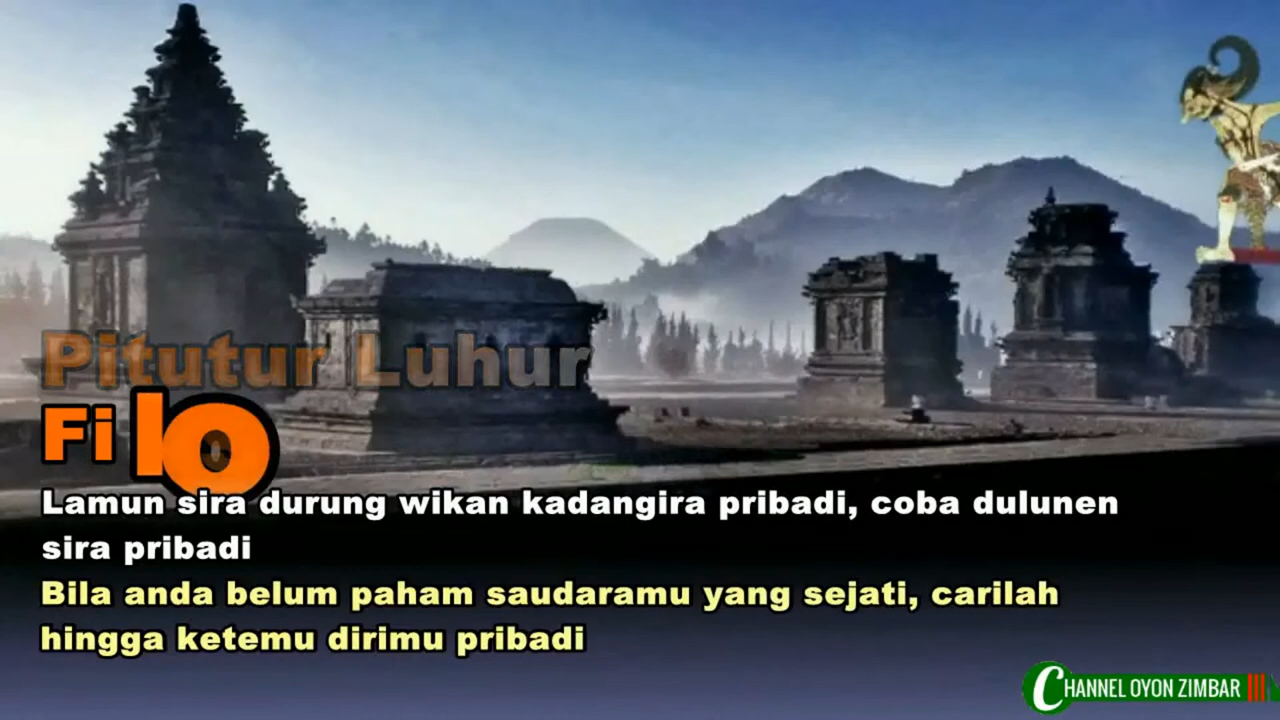 Pitutur Luhur
Filo
Lamun sira durung wikan kadangira pribadi, coba dulunen
sira pribadi
Bila anda belum paham saudaramu yang sejati, carilah
hingga ketemu dirimu pribadi
CHANNEL OYON ZIMBAR